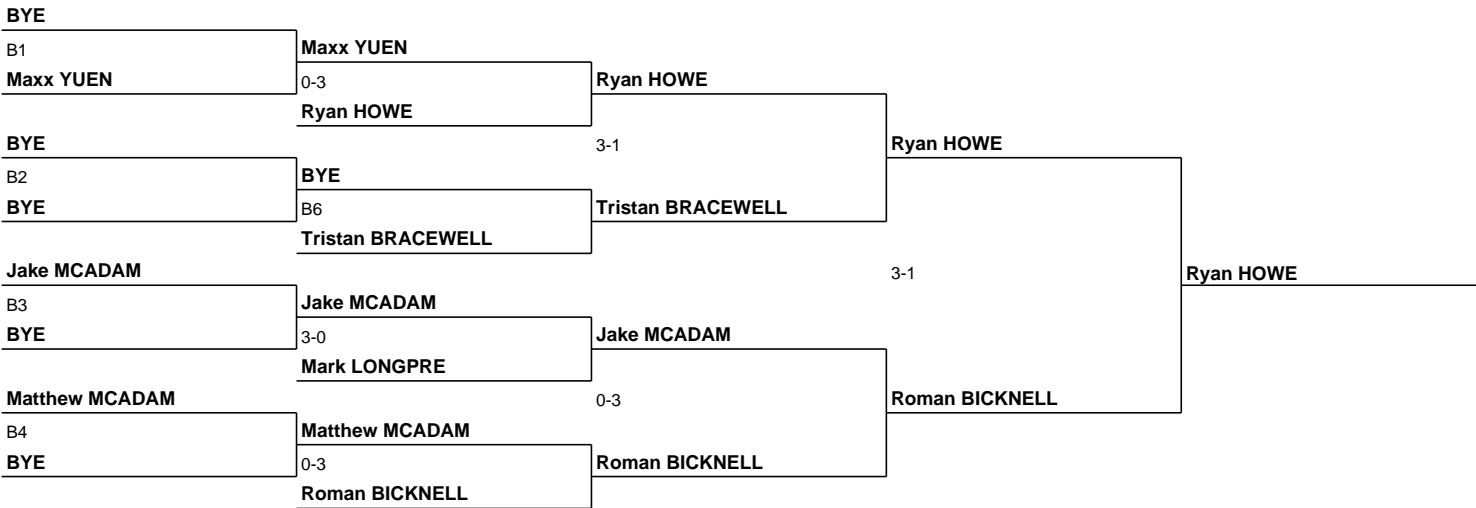 BYE
B1
Maxx YUEN
Maxx YUEN
0-3
Ryan HOWE
Ryan HOWE
BYE
3-1
Ryan HOWE
B2
BYE
BYE
B6
Tristan BRACEWELL
Tristan BRACEWELL
Jake MCADAM
3-1
Ryan HOWE
B3
Jake MCADAM
BYE
3-0
Jake MCADAM
Mark LONGPRE
Matthew MCADAM
0-3
Roman BICKNELL
B4
Matthew MCADAM
BYE
0-3
Roman BICKNELL
Roman BICKNELL